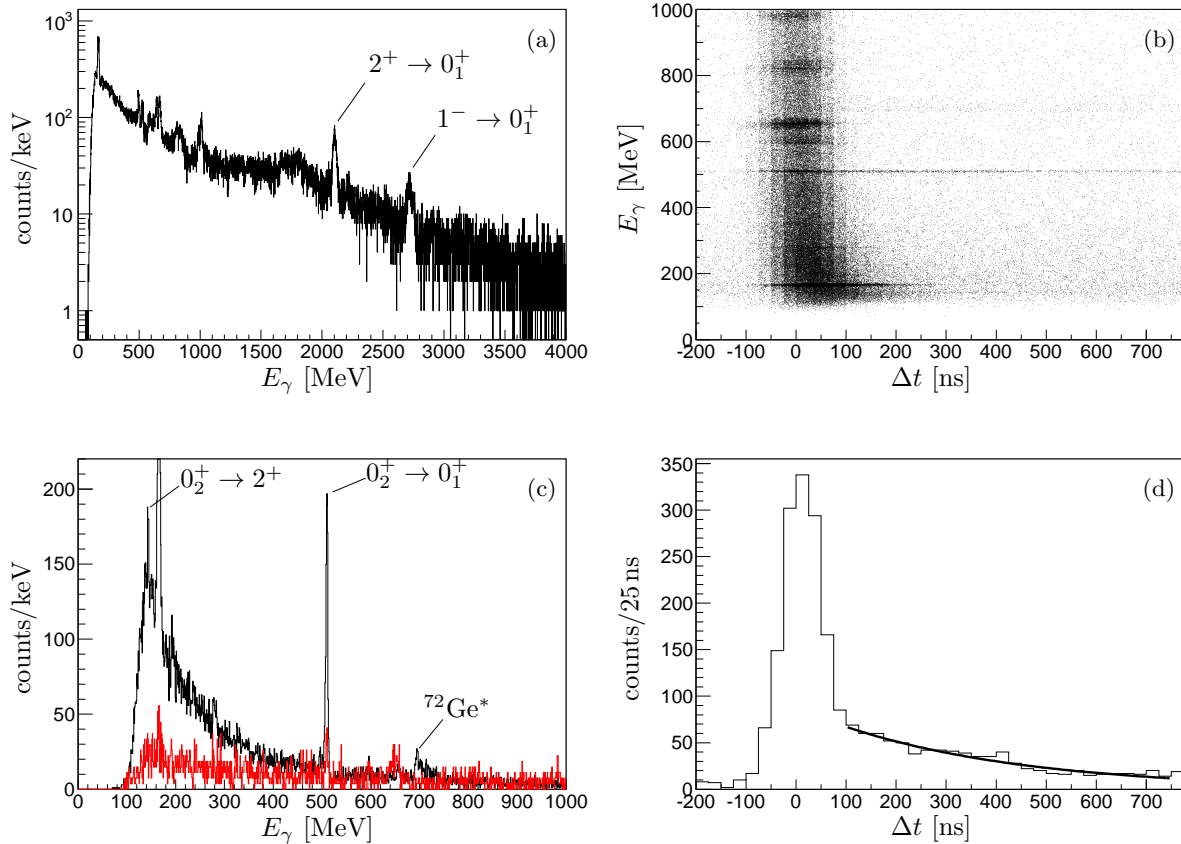 (a)
counts/keV
10³
10²
10
1
2⁺ → 0₁⁺
1⁻ → 0₁⁺
0 500 1000 1500 2000 2500 3000 3500 4000
E_γ [MeV]
(b)
E_γ [MeV]
1000
800
600
400
200
0
-200 -100 0 100 200 300 400 500 600 700
Δt [ns]
(c)
counts/keV
200
150
100
50
0
0₂⁺ → 2⁺
0₂⁺ → 0₁⁺
⁷²Ge*
0 100 200 300 400 500 600 700 800 900 1000
E_γ [MeV]
(d)
counts/25 ns
350
300
250
200
150
100
50
0
-200 -100 0 100 200 300 400 500 600 700
Δt [ns]